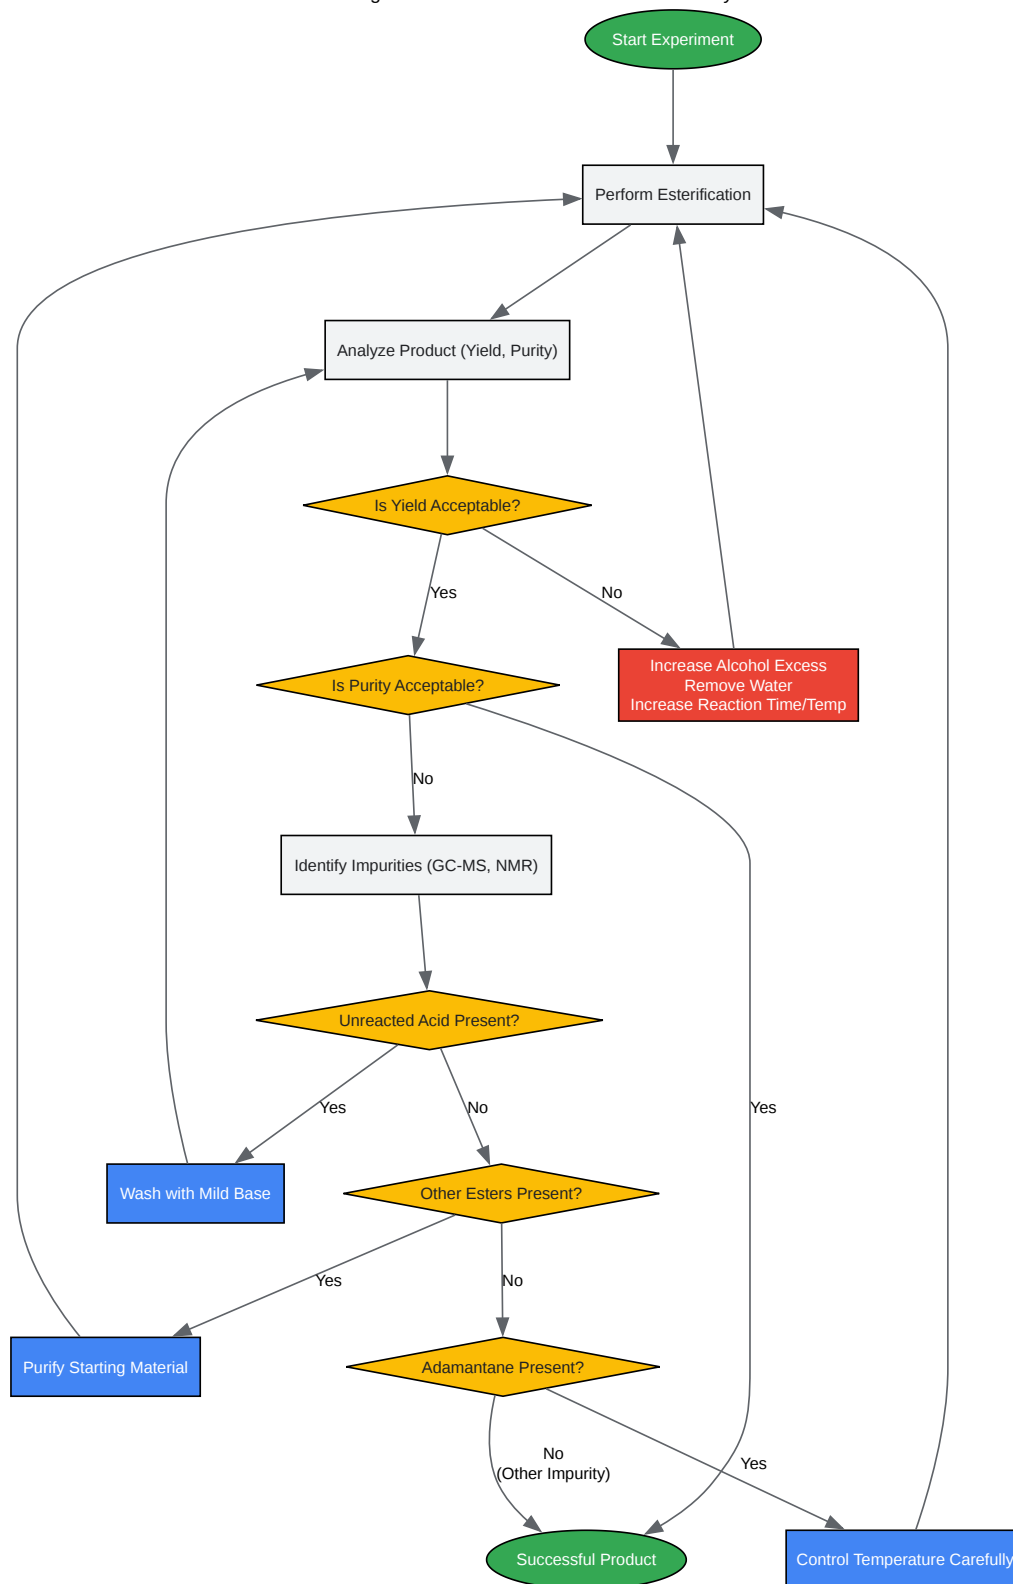 Start Experiment
Perform Esterification
Analyze Product (Yield, Purity)
Is Yield Acceptable?
Yes
No
Increase Alcohol Excess
Remove Water
Increase Reaction Time/Temp
Is Purity Acceptable?
No
Identify Impurities (GC-MS, NMR)
Unreacted Acid Present?
Yes
No
Yes
Wash with Mild Base
Other Esters Present?
Yes
No
Purify Starting Material
Adamantane Present?
No
(Other Impurity)
Yes
Successful Product
Control Temperature Carefully